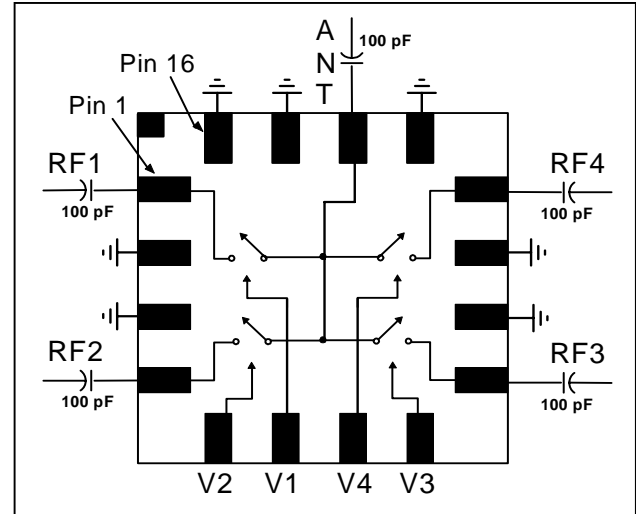 A
N
T
100 pF
Pin 16
Pin 1
RF1
100 pF
RF4
100 pF
RF2
100 pF
RF3
100 pF
V2 V1 V4 V3